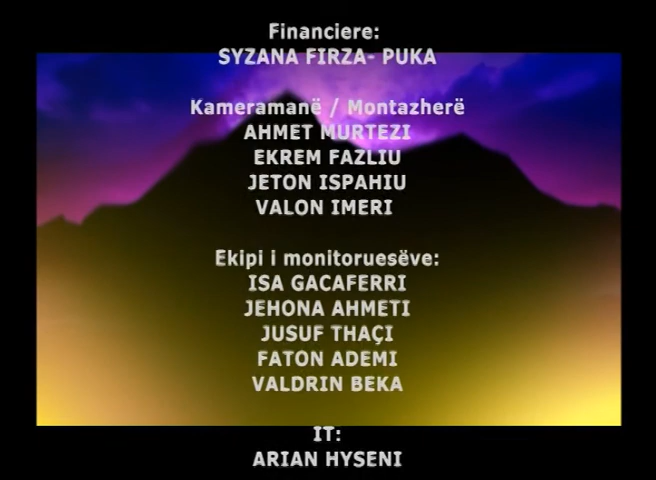 Financiere:
SYZANA FIRZA- PUKA
Kameramanë / Montazherë
AHMET MURTEZI
EKREM FAZLIU
JETON ISPAHIU
VALON IMERI
Ekipi i monitoruesëve:
ISA GACAFERRI
JEHONA AHMETI
JUSUF THAÇI
FATON ADEMI
VALDRIN BEKA
IT:
ARIAN HYSENI